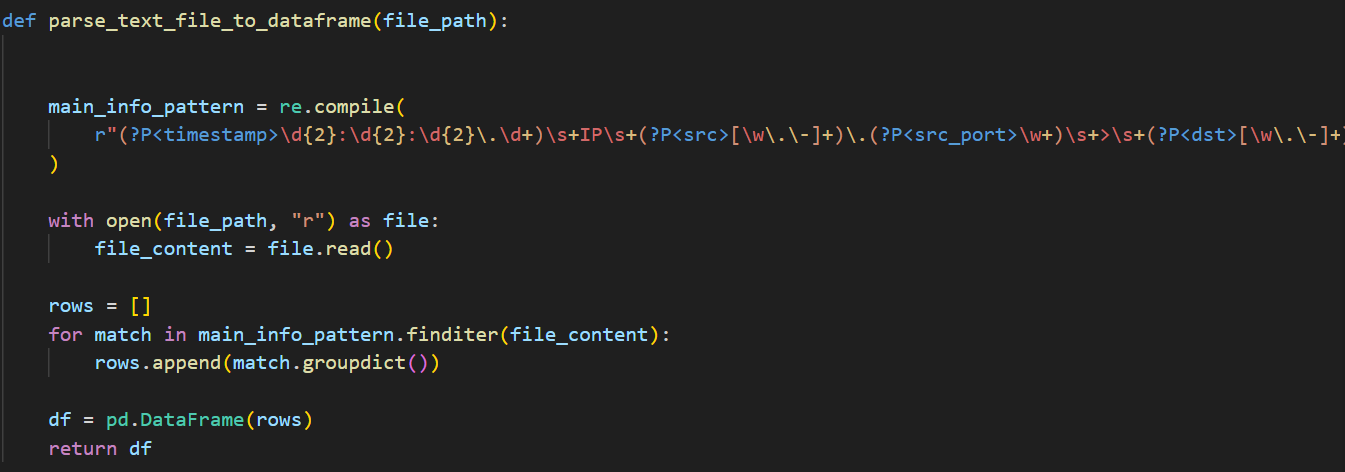 def parse_text_file_to_dataframe(file_path):
main_info_pattern = re.compile(
r"(?P<timestamp>\d{2}:\d{2}:\d{2}\.\d+)\s+IP\s+(?P<src>[\w\.\-]+)\.(?P<src_port>\w+)\s+>\s+(?P<dst>[\w\.\-]+)
)
with open(file_path, "r") as file:
file_content = file.read()
rows = []
for match in main_info_pattern.finditer(file_content):
rows.append(match.groupdict())
df = pd.DataFrame(rows)
return df